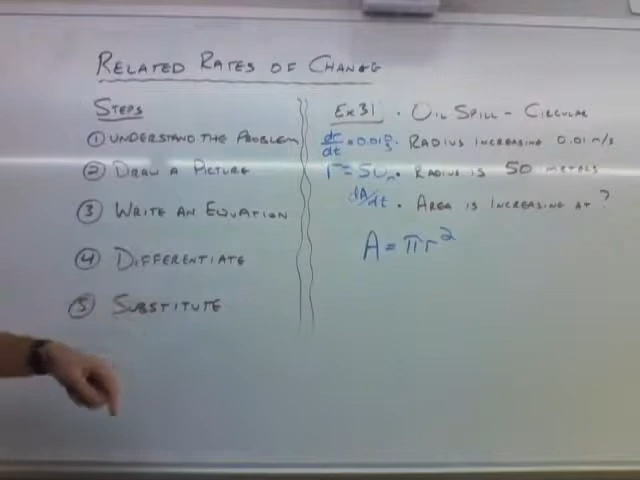 RELATED RATES OF CHANGE
STEPS
① UNDERSTAND THE PROBLEM
② DRAW A PICTURE
③ WRITE AN EQUATION
④ DIFFERENTIATE
⑤ SUBSTITUTE
Ex 31 • OIL SPILL - CIRCULAR
dr/dt = 0.01 • RADIUS INCREASING 0.01 m/s
r = 50m • RADIUS IS 50 METERS
dA/dt • AREA IS INCREASING AT ?
A = πr²